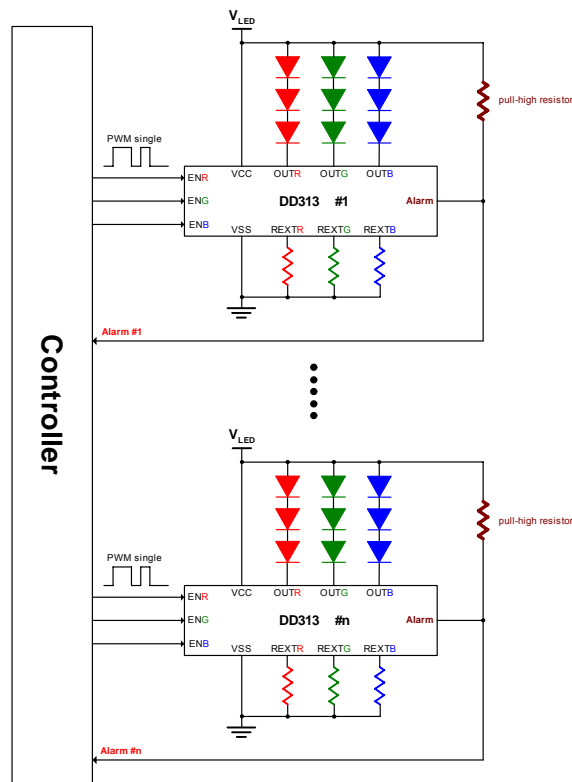 VLED
pull-high resistor
PWM single
VCC OUTR OUTG OUTB
ENR
ENG DD313 #1 Alarm
ENB
VSS REXTR REXTG REXTB
Alarm #1
Controller
VLED
pull-high resistor
PWM single
VCC OUTR OUTG OUTB
ENR
ENG DD313 #n Alarm
ENB
VSS REXTR REXTG REXTB
Alarm #n